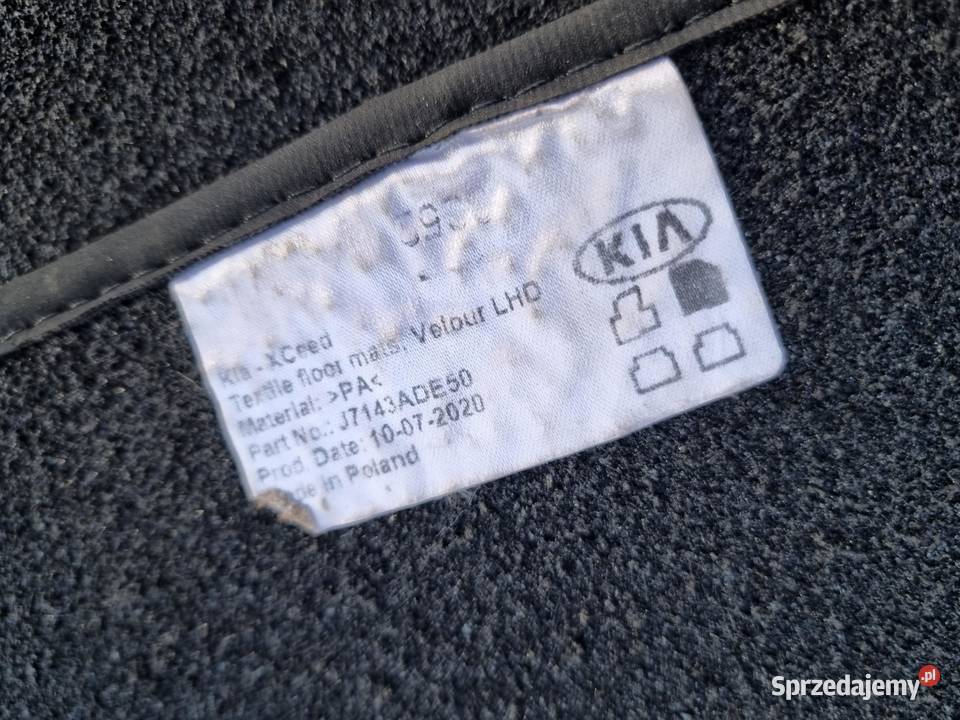 KIA
Kia - XCeed
Textile floor mats, Velour LHD
Material: >PA<
Part No.: J7143ADE50
Prod. Date: 10-07-2020
Made in Poland
Sprzedajemy.pl